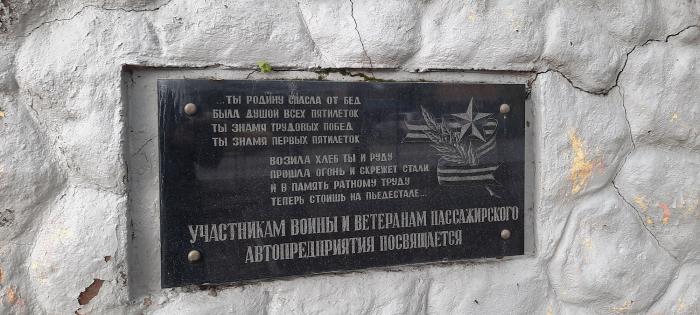 ...ТЫ РОДИНУ СПАСЛА ОТ БЕД
БЫЛА ДУШОЙ ВСЕХ ПЯТИЛЕТОК
ТЫ ЗНАМЯ ТРУДОВЫХ ПОБЕД
ТЫ ЗНАМЯ ПЕРВЫХ ПЯТИЛЕТОК
ВОЗИЛА ХЛЕБ ТЫ И РУДУ
ПРОШЛА ОГОНЬ И СКРЕЖЕТ СТАЛИ
И В ПАМЯТЬ РАТНОМУ ТРУДУ
ТЕПЕРЬ СТОИШЬ НА ПЬЕДЕСТАЛЕ...
УЧАСТНИКАМ ВОЙНЫ И ВЕТЕРАНАМ ПАССАЖИРСКОГО
АВТОПРЕДПРИЯТИЯ ПОСВЯЩАЕТСЯ